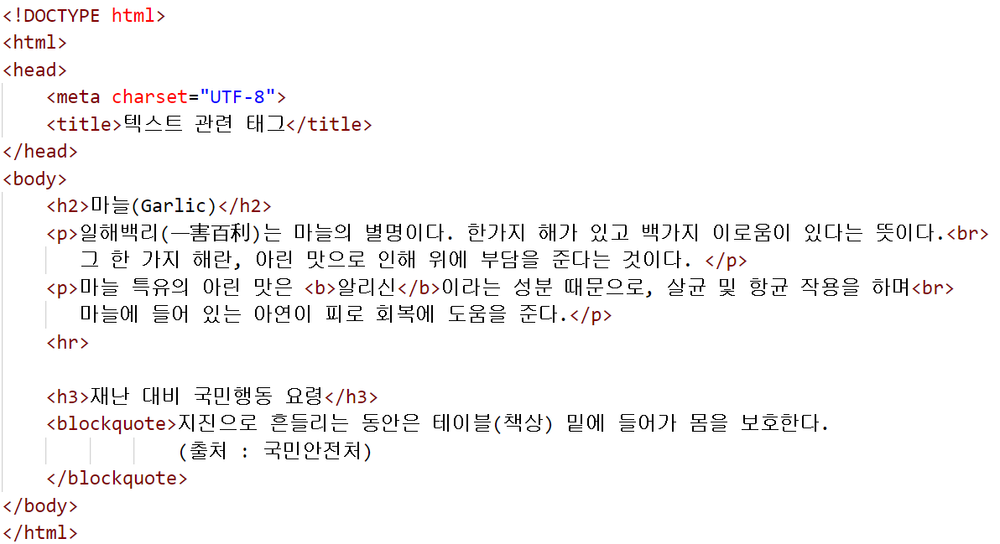 <!DOCTYPE html>
<html>
<head>
<meta charset="UTF-8">
<title>텍스트 관련 태그</title>
</head>
<body>
<h2>마늘(Garlic)</h2>
<p>일해백리(一害百利)는 마늘의 별명이다. 한가지 해가 있고 백가지 이로움이 있다는 뜻이다.<br>
그 한 가지 해란, 아린 맛으로 인해 위에 부담을 준다는 것이다. </p>
<p>마늘 특유의 아린 맛은 <b>알리신</b>이라는 성분 때문으로, 살균 및 항균 작용을 하며<br>
마늘에 들어 있는 아연이 피로 회복에 도움을 준다.</p>
<hr>
<h3>재난 대비 국민행동 요령</h3>
<blockquote>지진으로 흔들리는 동안은 테이블(책상) 밑에 들어가 몸을 보호한다.
(출처 : 국민안전처)
</blockquote>
</body>
</html>